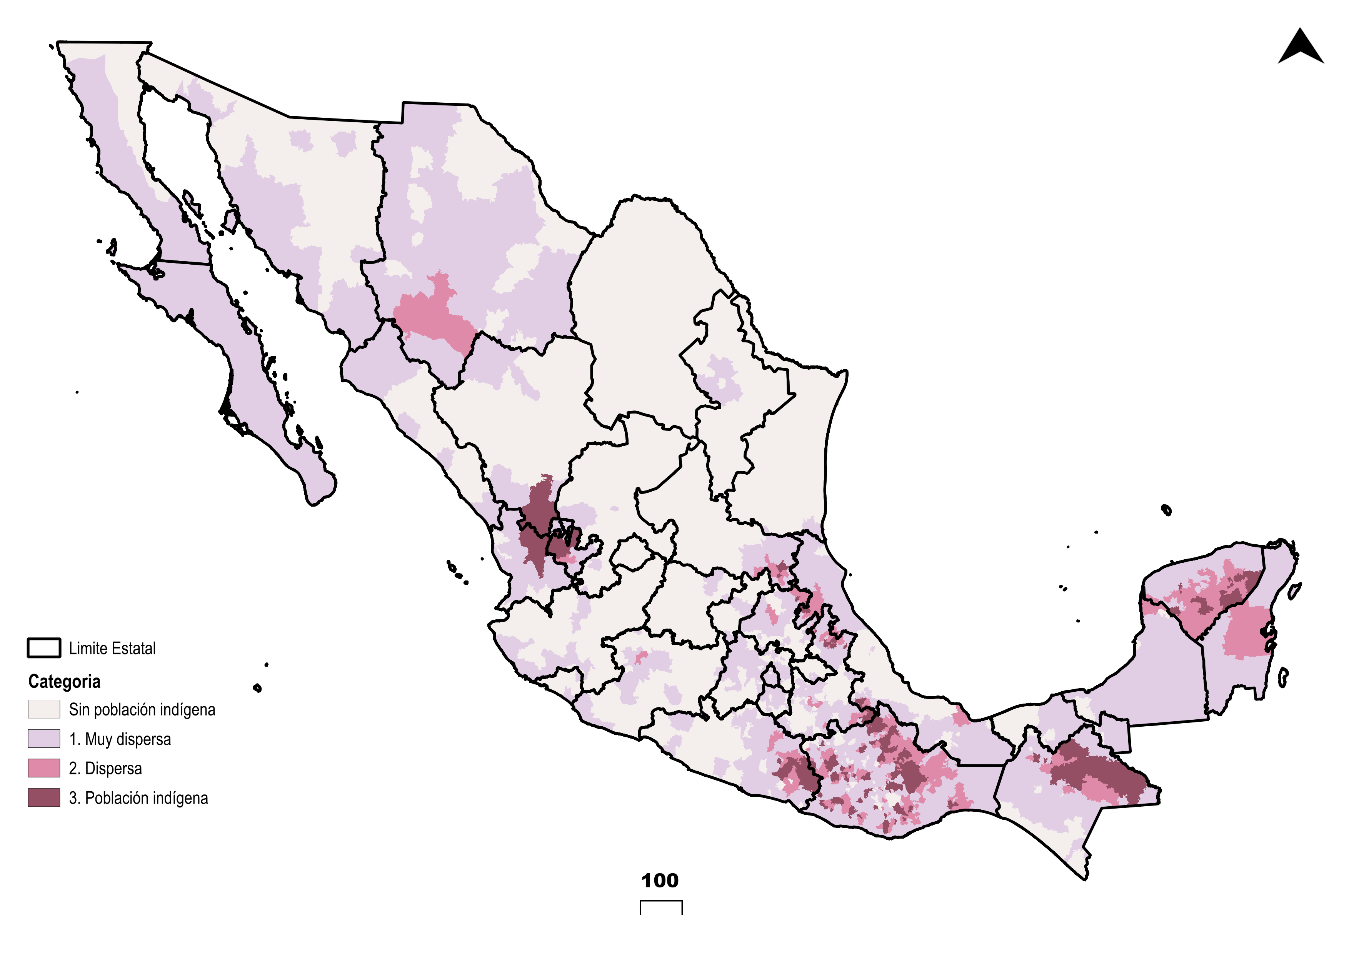 Limite Estatal
Categoria
Sin población indígena
1. Muy dispersa
2. Dispersa
3. Población indígena
100